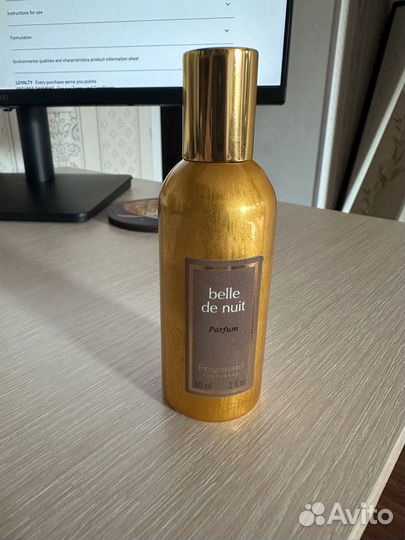 Instructions for use
Formulation
Environmental qualities and characteristics product information sheet
LOYALTY Every purchase earns you points
belle
de nuit
Parfum
Fragonard
PARFUMEUR
60 ml 2 fl oz
Avito